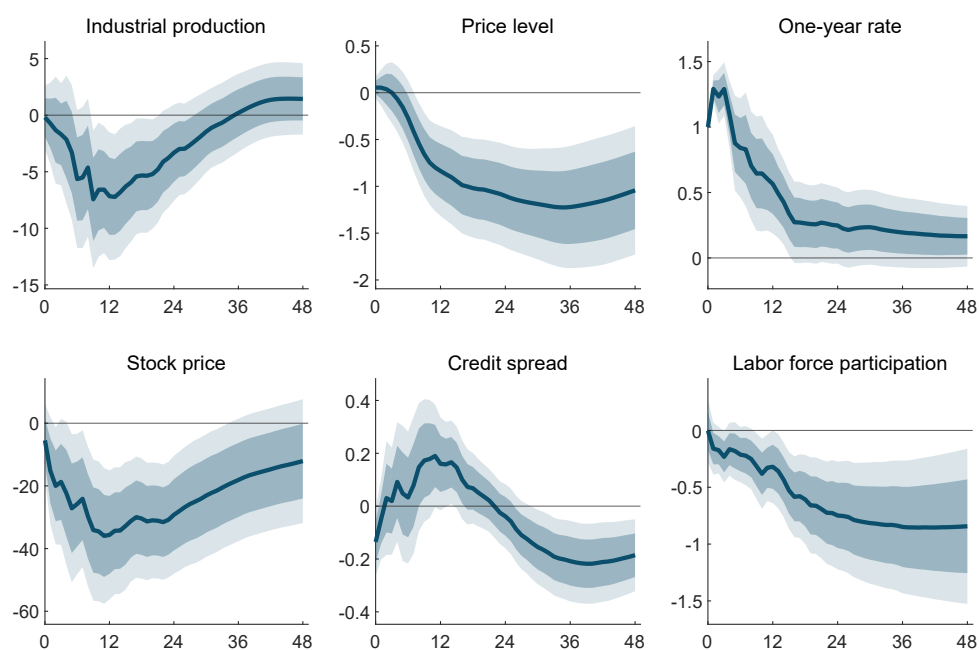 Industrial production
Price level
One-year rate
5
0
-5
-10
-15
0 12 24 36 48
0.5
0
-0.5
-1
-1.5
-2
0 12 24 36 48
1.5
1
0.5
0
0 12 24 36 48
Stock price
Credit spread
Labor force participation
0
-20
-40
-60
0 12 24 36 48
0.4
0.2
0
-0.2
-0.4
0 12 24 36 48
0
-0.5
-1
-1.5
0 12 24 36 48